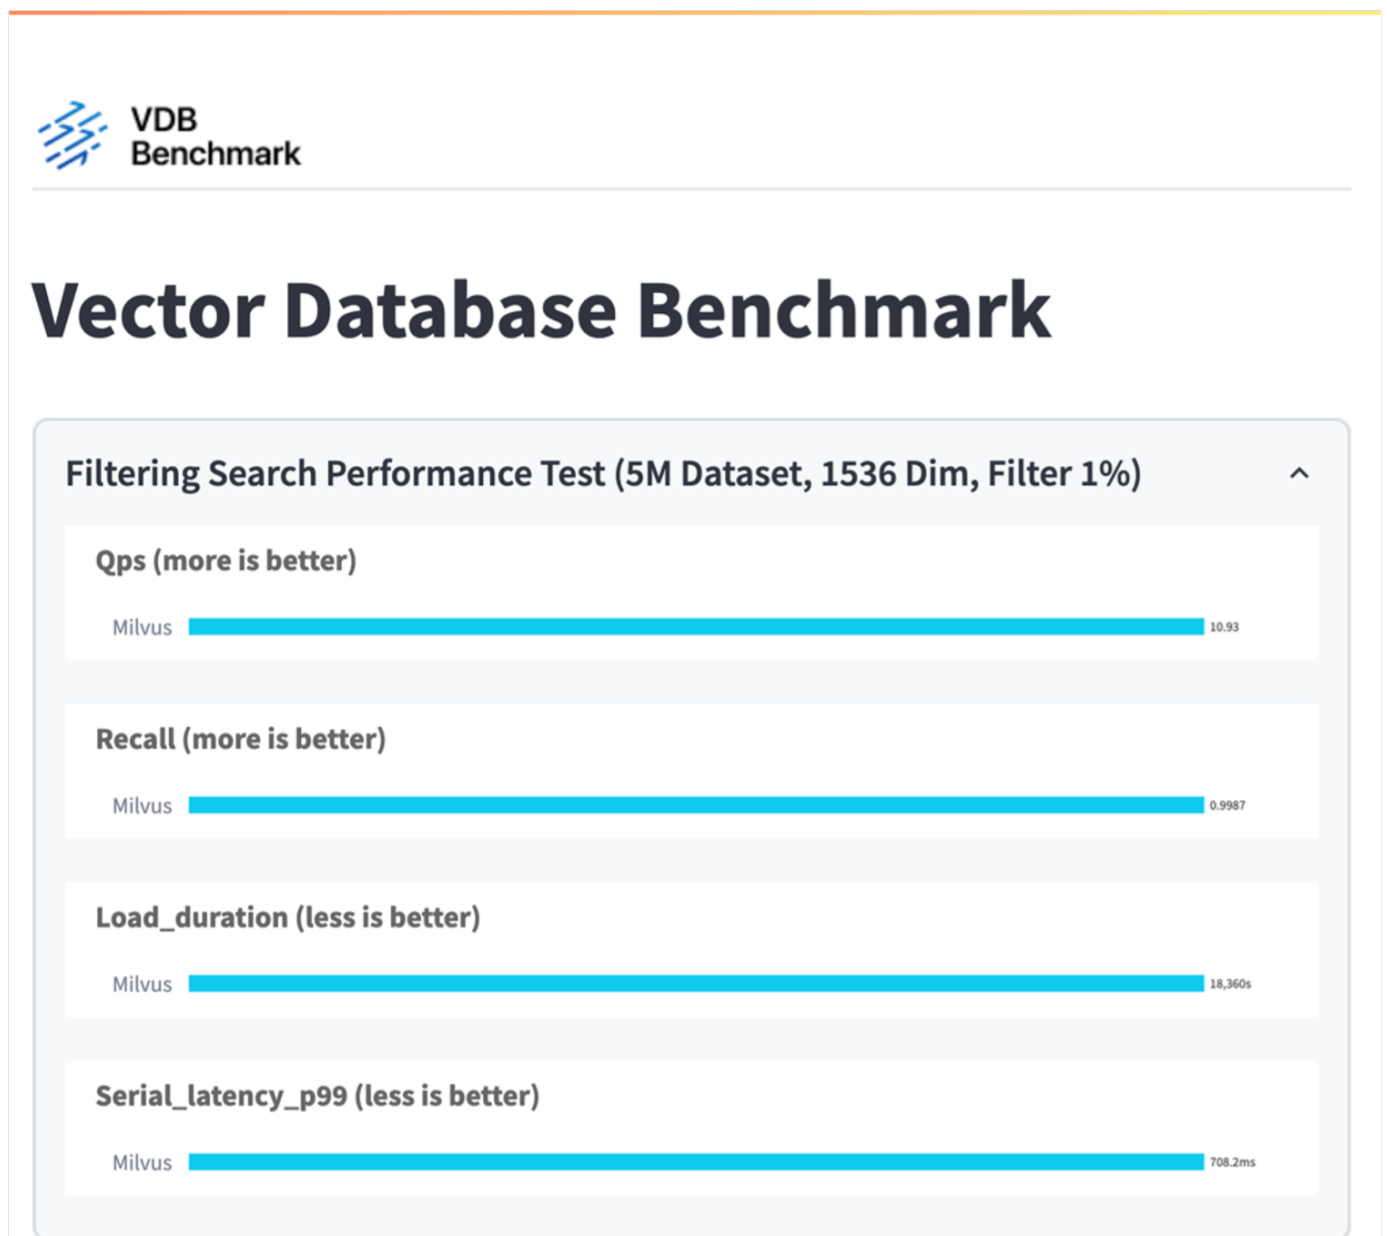 VDB
Benchmark
Vector Database Benchmark
Filtering Search Performance Test (5M Dataset, 1536 Dim, Filter 1%)
Qps (more is better)
Milvus 10.93
Recall (more is better)
Milvus 0.9987
Load_duration (less is better)
Milvus 18,360s
Serial_latency_p99 (less is better)
Milvus 708.2ms